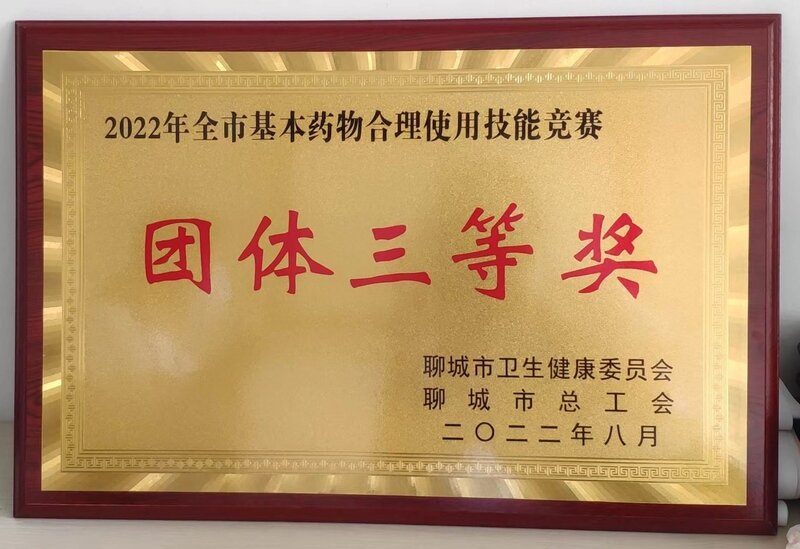 2022年全市基本药物合理使用技能竞赛
团体三等奖
聊城市卫生健康委员会
聊城市总工会
二〇二二年八月